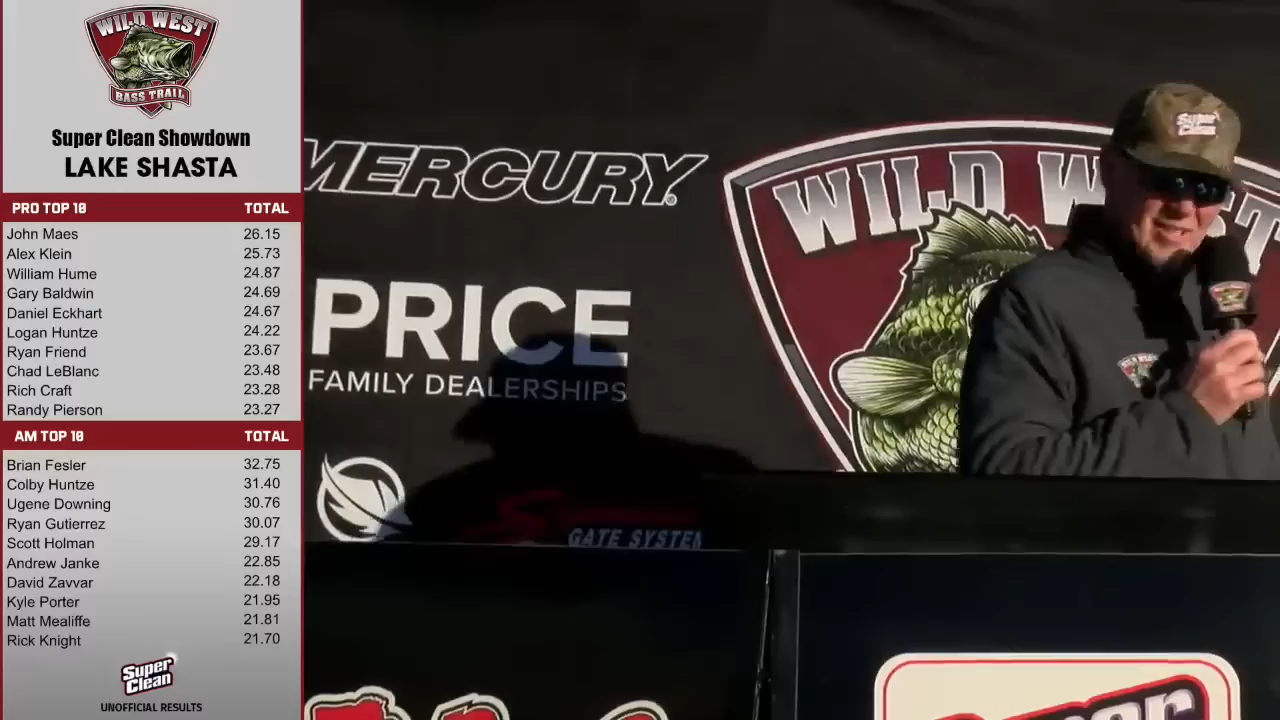 WILD WEST
BASS TRAIL
Super Clean Showdown
LAKE SHASTA
PRO TOP 10 TOTAL
John Maes 26.15
Alex Klein 25.73
William Hume 24.87
Gary Baldwin 24.69
Daniel Eckhart 24.67
Logan Huntze 24.22
Ryan Friend 23.67
Chad LeBlanc 23.48
Rich Craft 23.28
Randy Pierson 23.27
AM TOP 10 TOTAL
Brian Fesler 32.75
Colby Huntze 31.40
Ugene Downing 30.76
Ryan Gutierrez 30.07
Scott Holman 29.17
Andrew Janke 22.85
David Zavvar 22.18
Kyle Porter 21.95
Matt Mealiffe 21.81
Rick Knight 21.70
Super
Clean
UNOFFICIAL RESULTS
MERCURY®
PRICE
FAMILY DEALERSHIPS
GATE SYSTEM
WILD W EST
Super
Clean